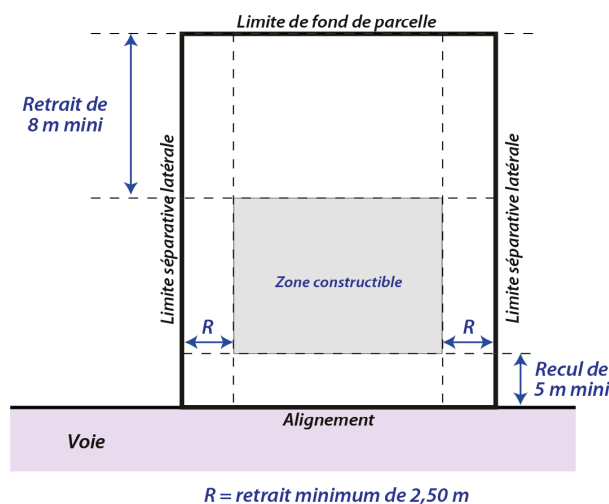 Limite de fond de parcelle
Retrait de
8 m mini
Limite séparative latérale
Limite séparative latérale
Zone constructible
R
R
Recul de
5 m mini
Alignement
Voie
R = retrait minimum de 2,50 m